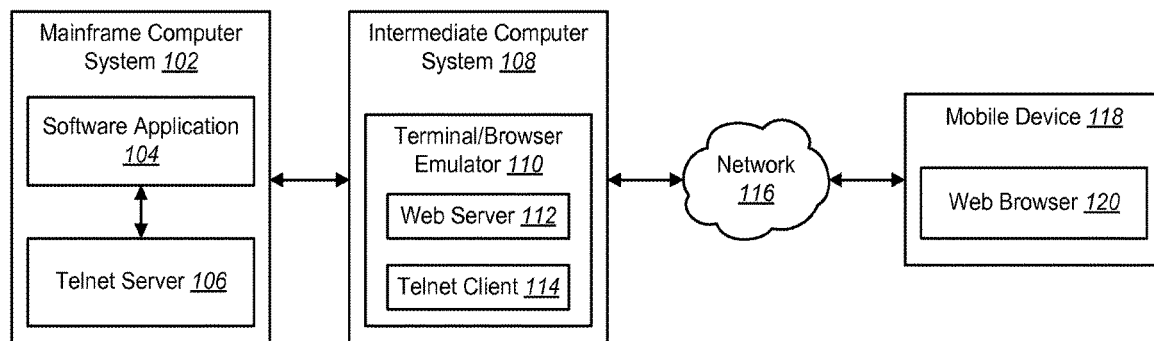 Mainframe Computer
System 102
Software Application
104
Telnet Server 106
Intermediate Computer
System 108
Terminal/Browser
Emulator 110
Web Server 112
Telnet Client 114
Network
116
Mobile Device 118
Web Browser 120